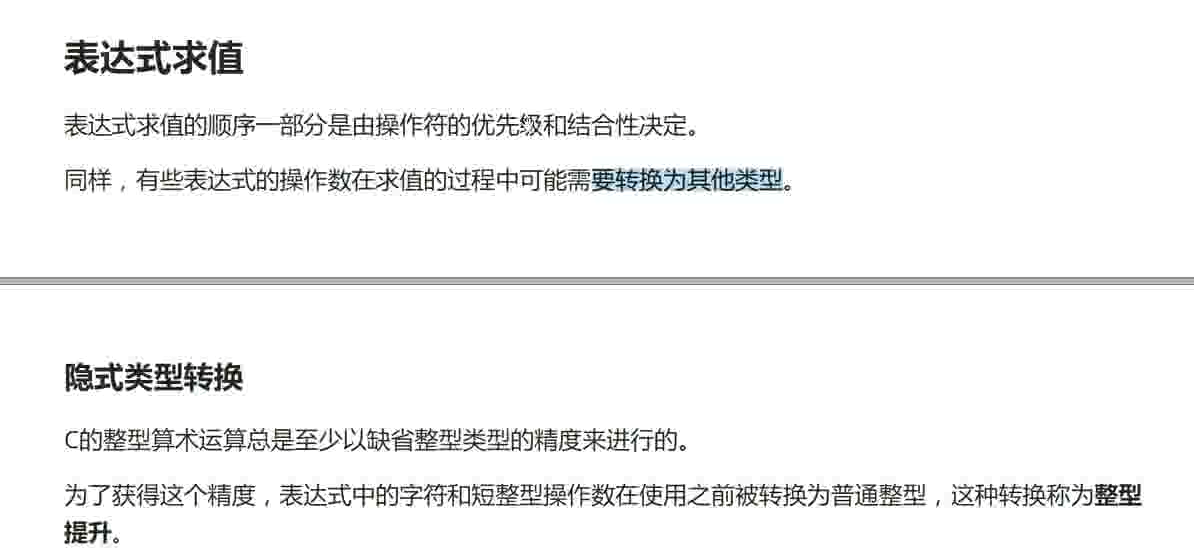 表达式求值
表达式求值的顺序一部分是由操作符的优先级和结合性决定。
同样，有些表达式的操作数在求值的过程中可能需要转换为其他类型。
隐式类型转换
C的整型算术运算总是至少以缺省整型类型的精度来进行的。
为了获得这个精度，表达式中的字符和短整型操作数在使用之前被转换为普通整型，这种转换称为整型
提升。